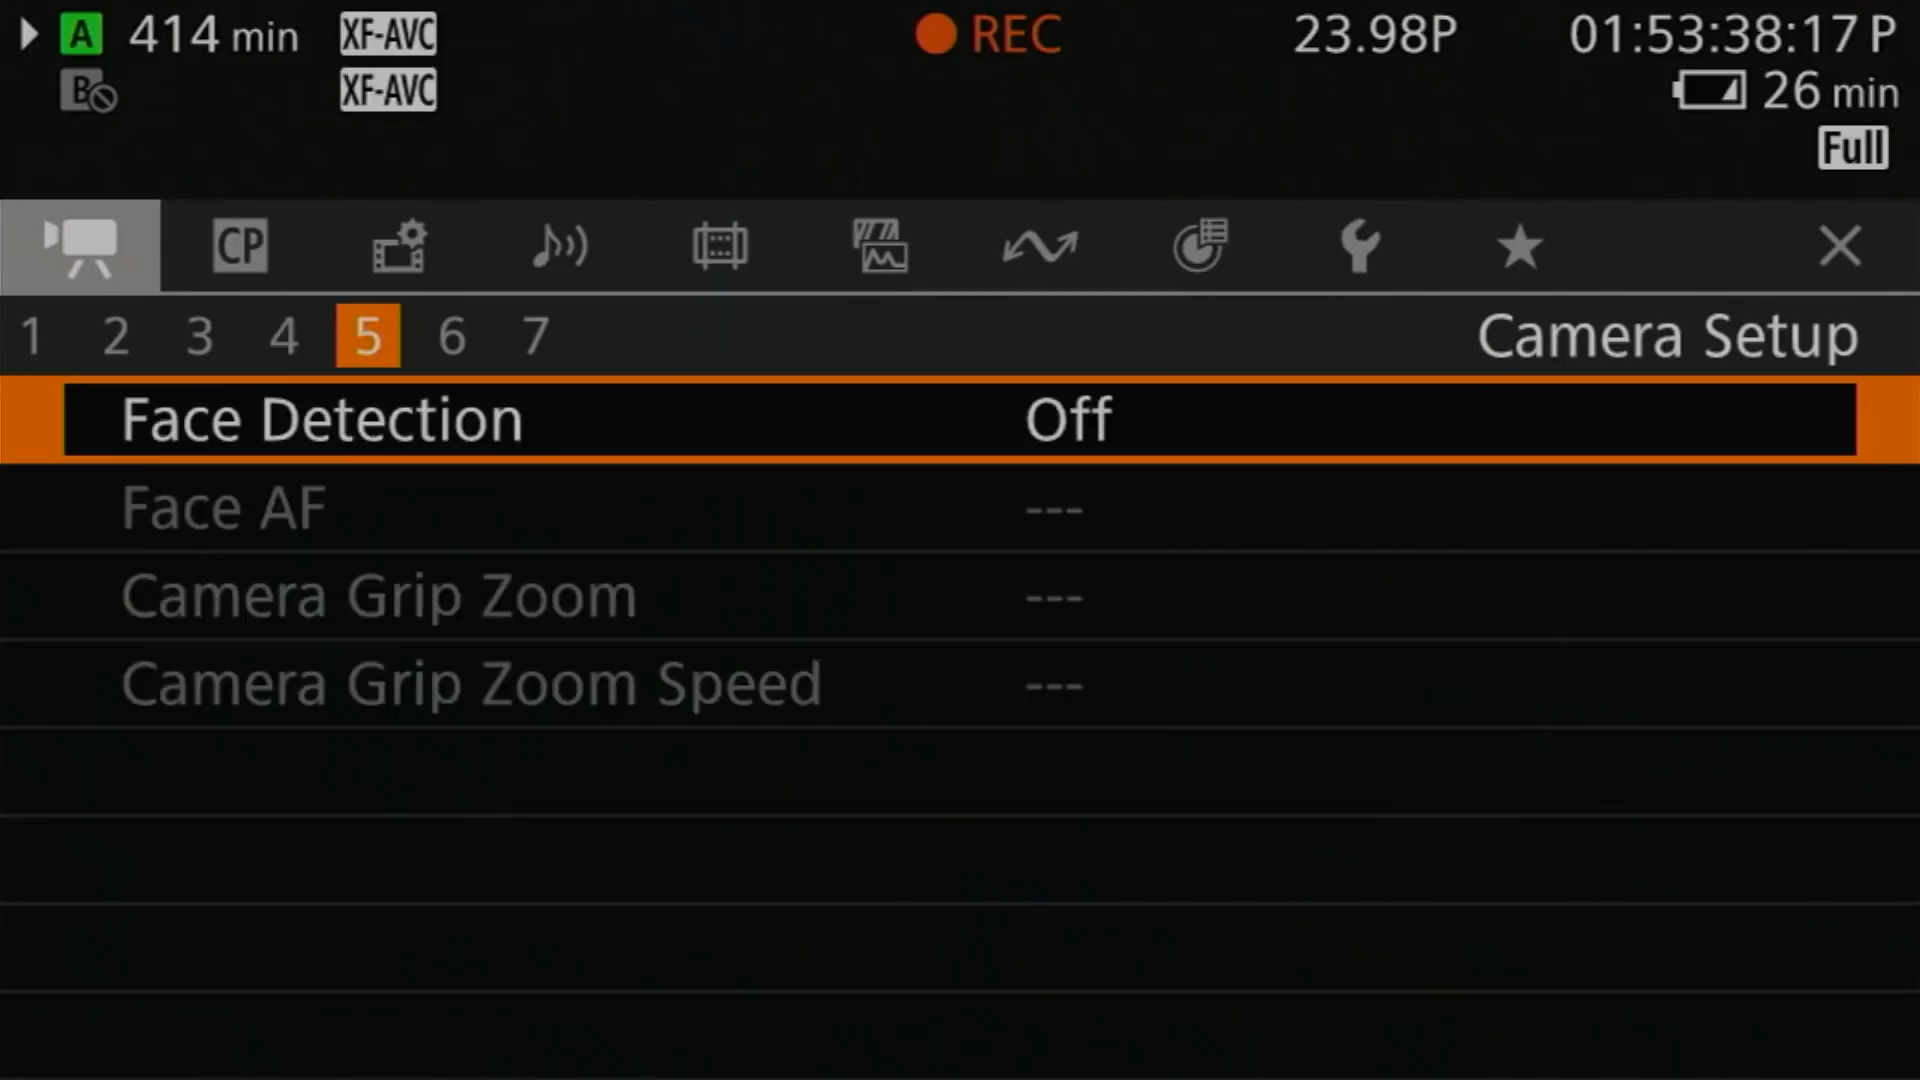 A 414 min XF-AVC REC 23.98P 01:53:38:17 P
B XF-AVC 26 min
Full
CP
1 2 3 4 5 6 7 Camera Setup
Face Detection Off
Face AF ---
Camera Grip Zoom ---
Camera Grip Zoom Speed ---